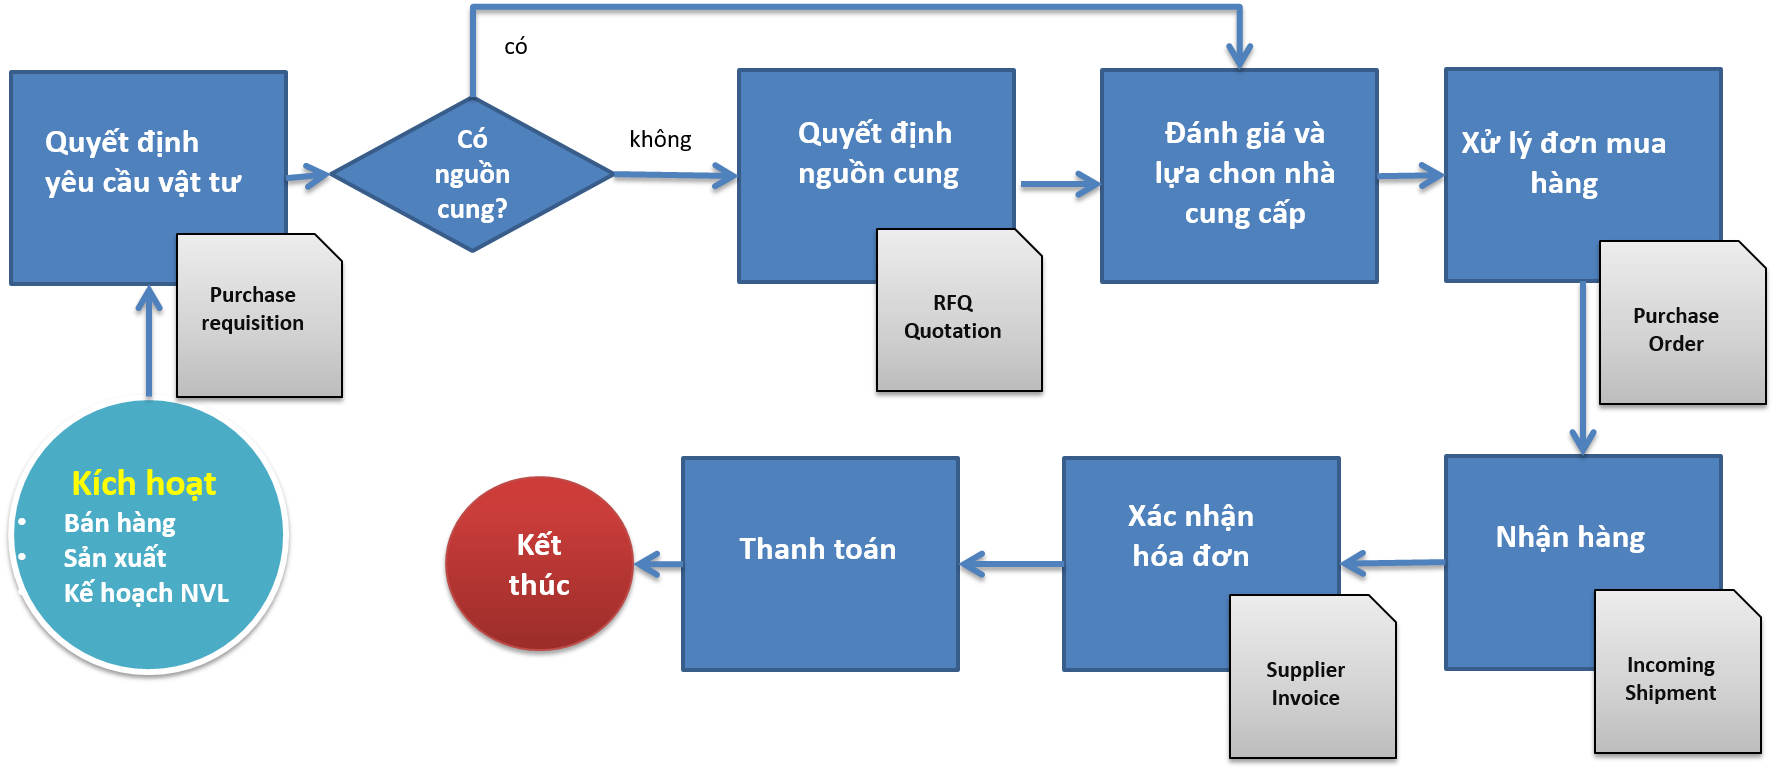 có
Quyết định
yêu cầu vật tư
Purchase
requisition
Có
nguồn
cung?
không
Quyết định
nguồn cung
RFQ
Quotation
Đánh giá và
lựa chon nhà
cung cấp
Xử lý đơn mua
hàng
Purchase
Order
Kích hoạt
• Bán hàng
• Sản xuất
• Kế hoạch NVL
Kết
thúc
Thanh toán
Xác nhận
hóa đơn
Supplier
Invoice
Nhận hàng
Incoming
Shipment